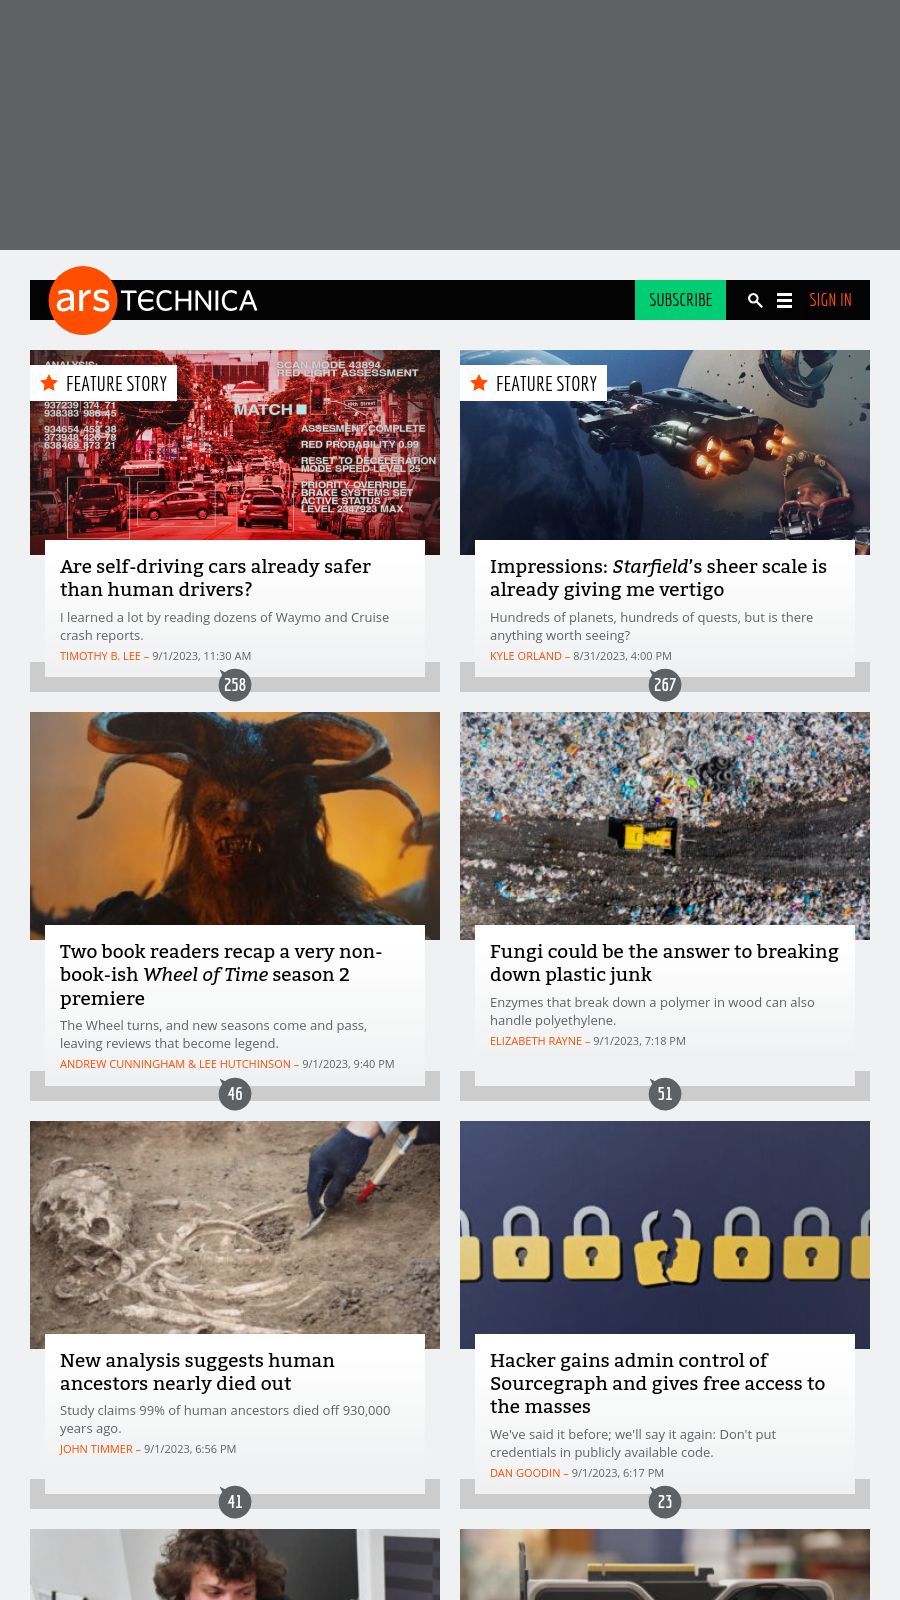 ars TECHNICA
SUBSCRIBE
SIGN IN
ANALYSIS:
FEATURE STORY
SCAN MODE 43894
RED LIGHT ASSESSMENT
937239 374 71
MATCH
ASSESMENT COMPLETE
RED PROBABILITY 0.99
RESET TO DECELERATION
MODE SPEED LEVEL 25
PRIORITY OVERRIDE
BRAKE SYSTEMS SET
ACTIVE STATUS
LEVEL 2347923 MAX
Are self-driving cars already safer
than human drivers?
I learned a lot by reading dozens of Waymo and Cruise
crash reports.
TIMOTHY B. LEE – 9/1/2023, 11:30 AM
258
FEATURE STORY
Impressions: Starfield’s sheer scale is
already giving me vertigo
Hundreds of planets, hundreds of quests, but is there
anything worth seeing?
KYLE ORLAND – 8/31/2023, 4:00 PM
267
Two book readers recap a very non-
book-ish Wheel of Time season 2
premiere
The Wheel turns, and new seasons come and pass,
leaving reviews that become legend.
ANDREW CUNNINGHAM & LEE HUTCHINSON – 9/1/2023, 9:40 PM
46
Fungi could be the answer to breaking
down plastic junk
Enzymes that break down a polymer in wood can also
handle polyethylene.
ELIZABETH RAYNE – 9/1/2023, 7:18 PM
51
New analysis suggests human
ancestors nearly died out
Study claims 99% of human ancestors died off 930,000
years ago.
JOHN TIMMER – 9/1/2023, 6:56 PM
41
Hacker gains admin control of
Sourcegraph and gives free access to
the masses
We've said it before; we'll say it again: Don't put
credentials in publicly available code.
DAN GOODIN – 9/1/2023, 6:17 PM
23